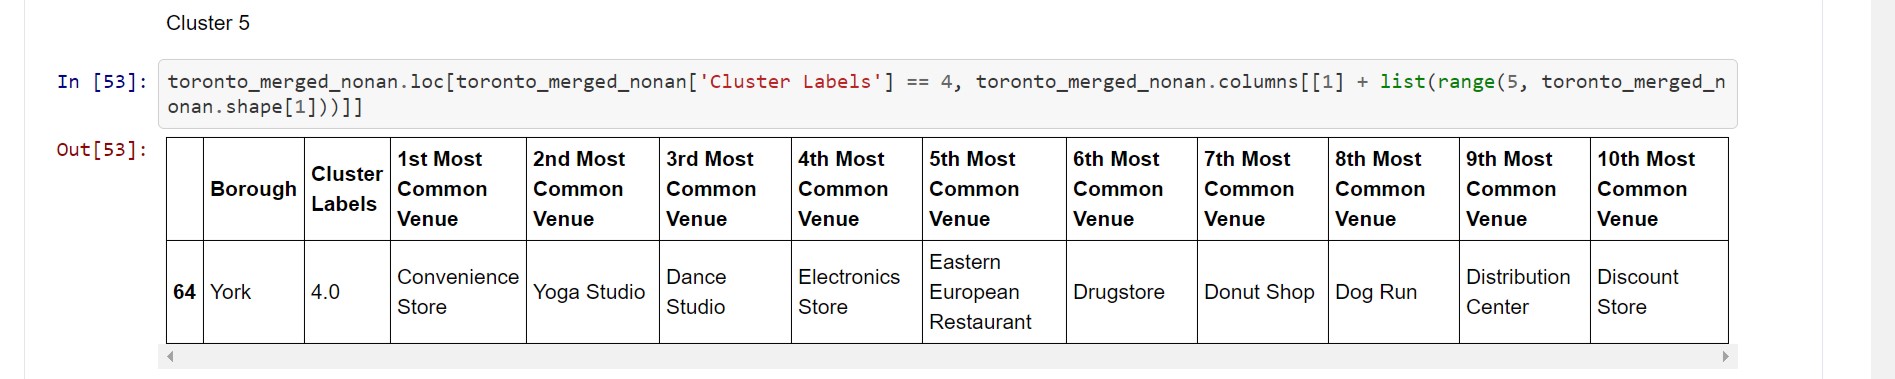 Cluster 5
In [53]: toronto_merged_nonan.loc[toronto_merged_nonan['Cluster Labels'] == 4, toronto_merged_nonan.columns[[1] + list(range(5, toronto_merged_n
onan.shape[1]))]]
Out[53]:
Borough Cluster Labels 1st Most Common Venue 2nd Most Common Venue 3rd Most Common Venue 4th Most Common Venue 5th Most Common Venue 6th Most Common Venue 7th Most Common Venue 8th Most Common Venue 9th Most Common Venue 10th Most Common Venue
64 York 4.0 Convenience Store Yoga Studio Dance Studio Electronics Store Eastern European Restaurant Drugstore Donut Shop Dog Run Distribution Center Discount Store